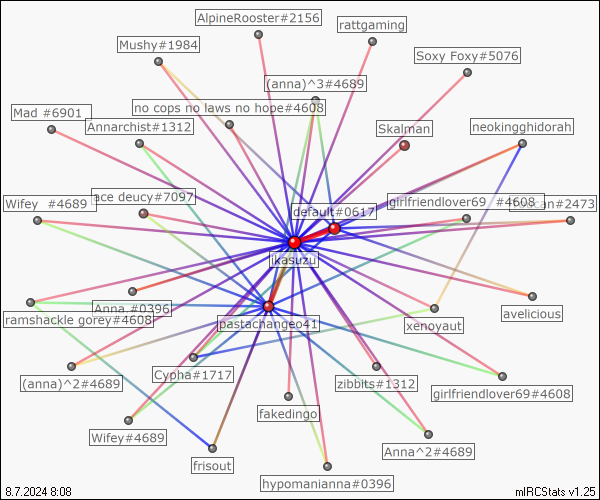 AlpineRooster#2156
rattgaming
Mushy#1984
Soxy Foxy#5076
(anna)^3#4689
no cops no laws no hope#4608
Mad #6901
Annarchist#1312
Skalman
neokingghidorah
ace deucy#7097
Wifey  #4689
default#0617
girlfriendlover69  #4608
#2473
ikasuzu
Anna.#0396
avelicious
ramshackle gorey#4608
pastachangeo41
xenoyaut
Cypha#1717
(anna)^2#4689
zibbits#1312
girlfriendlover69#4608
fakedingo
Wifey#4689
Anna^2#4689
frisout
hypomanianna#0396
8.7.2024 8:08
mIRCStats v1.25